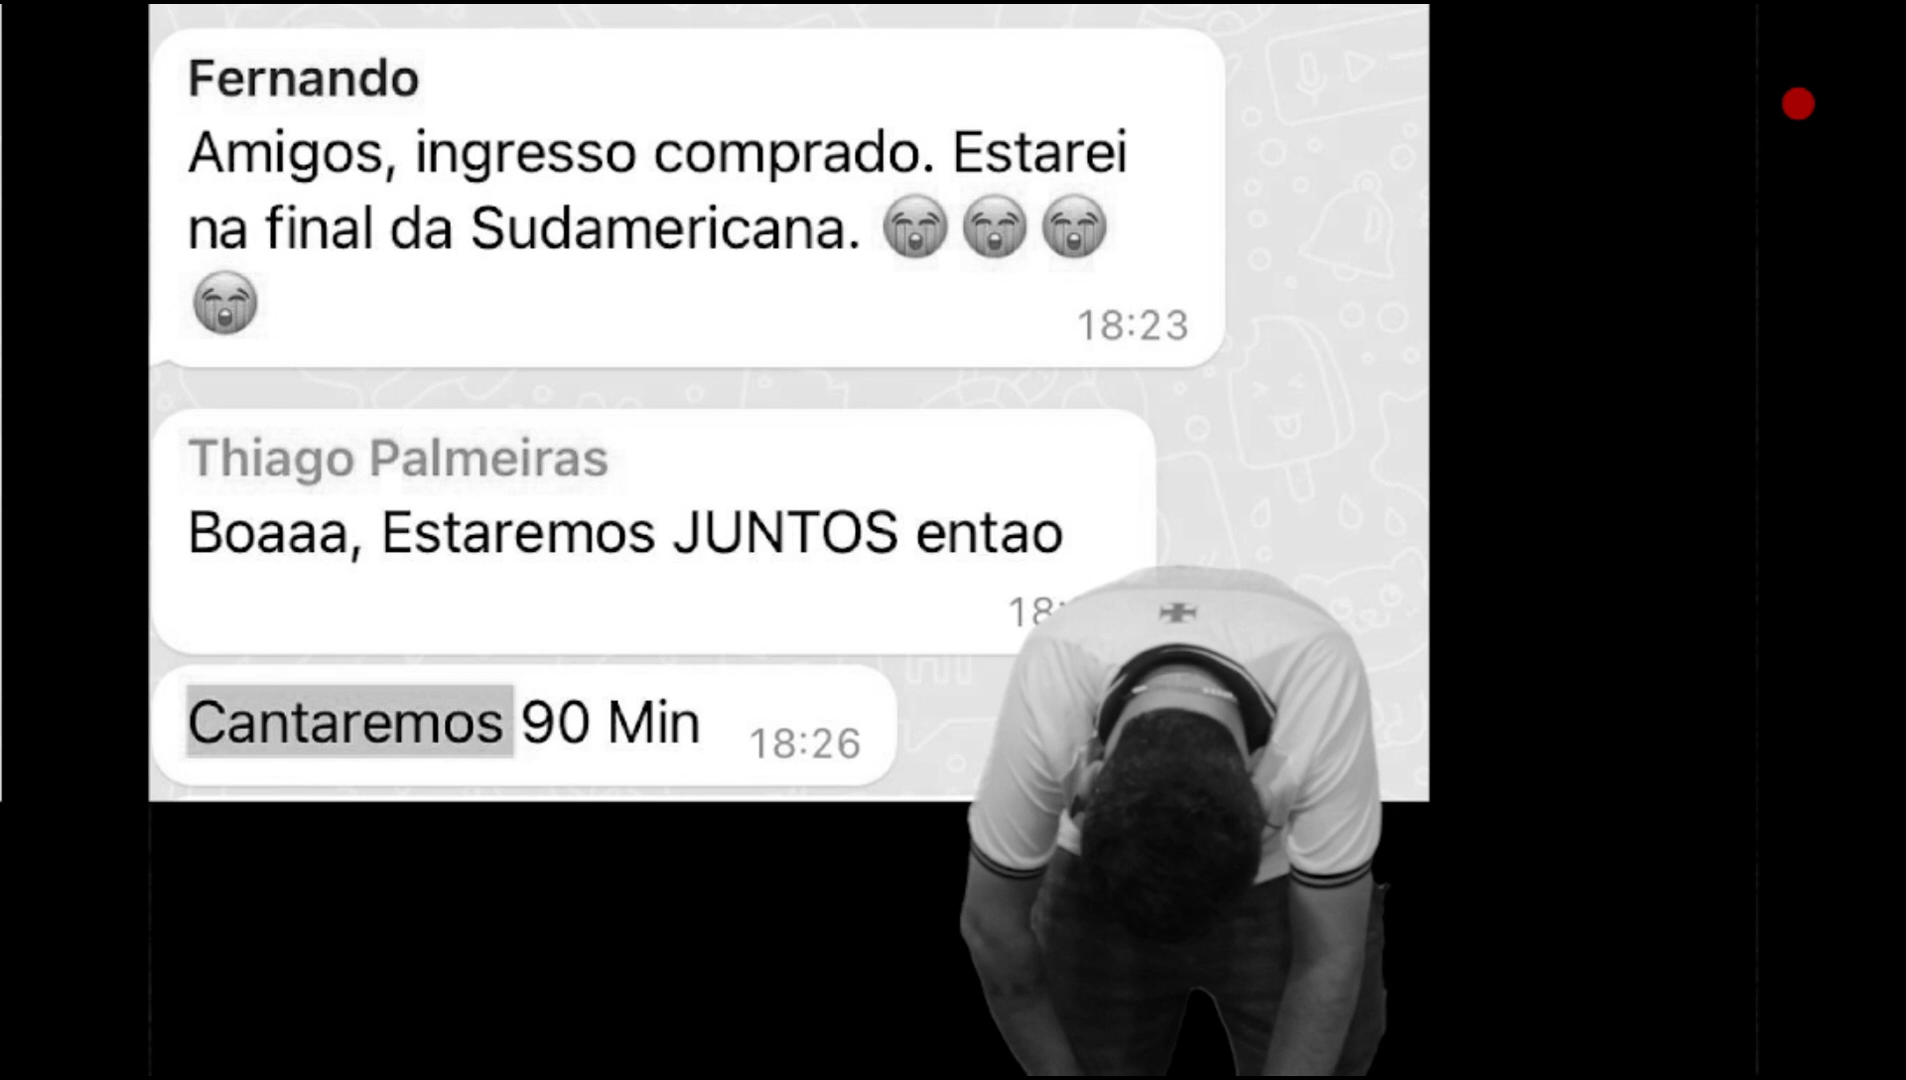 Fernando
Amigos, ingresso comprado. Estarei
na final da Sudamericana. 😭😭😭
😭
18:23
Thiago Palmeiras
Boaaa, Estaremos JUNTOS entao
Cantaremos 90 Min 18:26